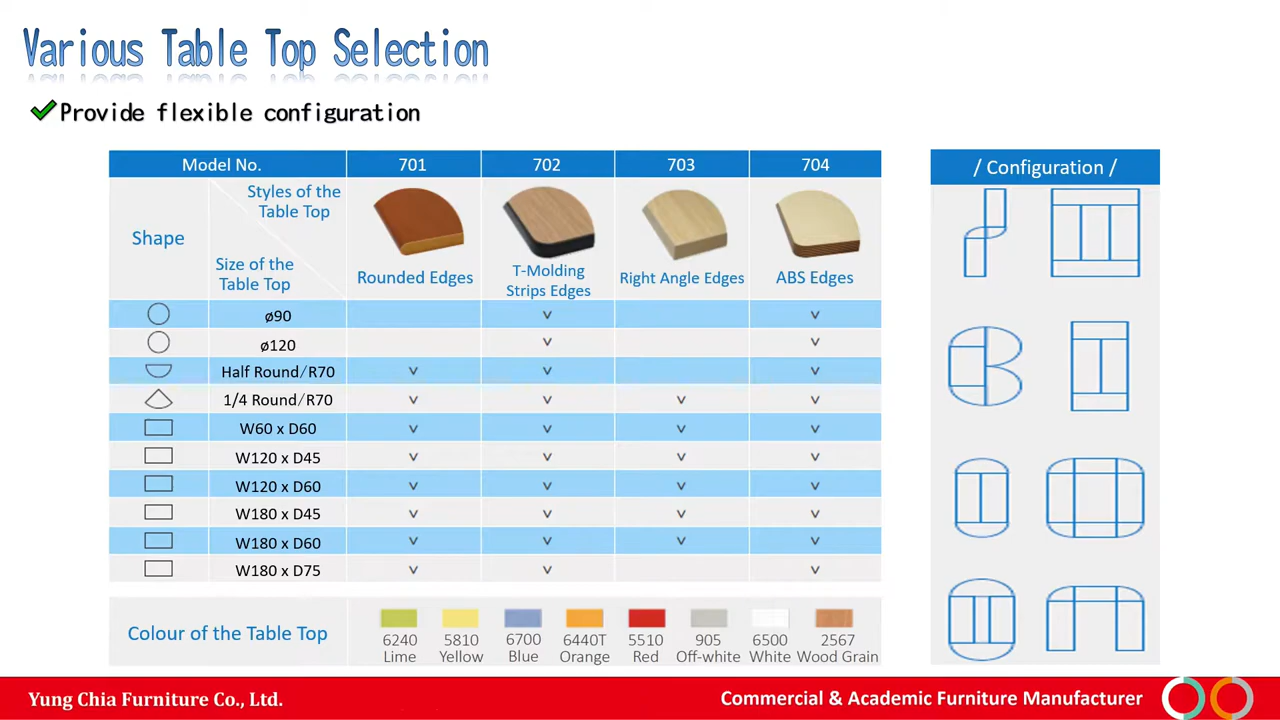 Various Table Top Selection
Provide flexible configuration
Model No. 701 702 703 704
Shape
Styles of the
Table Top
Size of the
Table Top
Rounded Edges
T-Molding
Strips Edges
Right Angle Edges
ABS Edges
ø90 v v
ø120 v v
Half Round/R70 v v v
1/4 Round/R70 v v v v
W60 x D60 v v v v
W120 x D45 v v v v
W120 x D60 v v v v
W180 x D45 v v v v
W180 x D60 v v v v
W180 x D75 v v v
Colour of the Table Top
6240 5810 6700 6440T 5510 905 6500 2567
Lime Yellow Blue Orange Red Off-white White Wood Grain
/ Configuration /
Yung Chia Furniture Co., Ltd.
Commercial & Academic Furniture Manufacturer